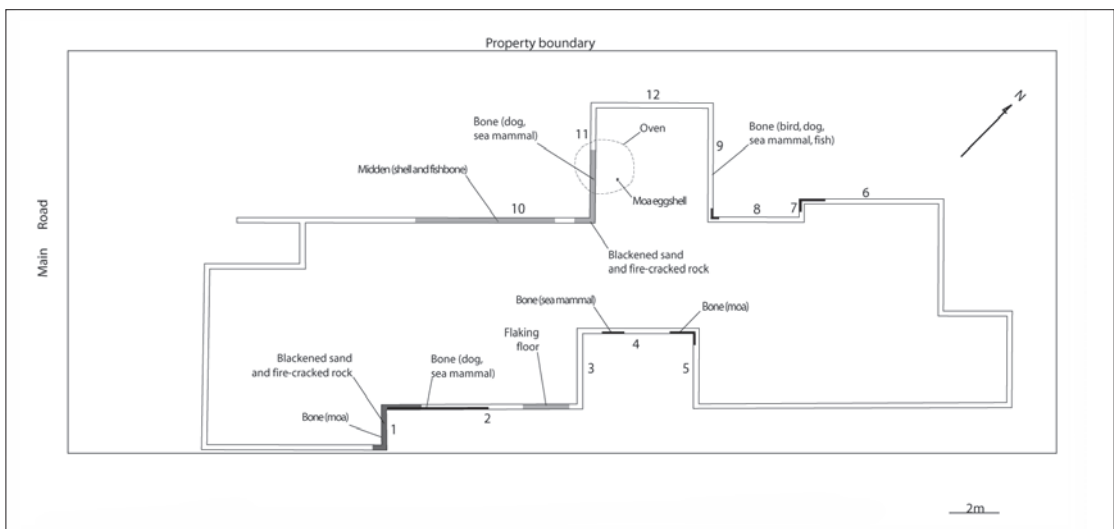 Property boundary
N
12
Bone (dog,
sea mammal)
11
Oven
9
Bone (bird, dog,
sea mammal, fish)
Midden (shell and fishbone)
Moa eggshell
6
10
8
7
Main Road
Blackened sand
and fire-cracked rock
Bone (sea mammal)
Bone (moa)
Flaking
floor
4
3
5
Blackened sand
and fire-cracked rock
Bone (dog,
sea mammal)
Bone (moa)
1
2
2m